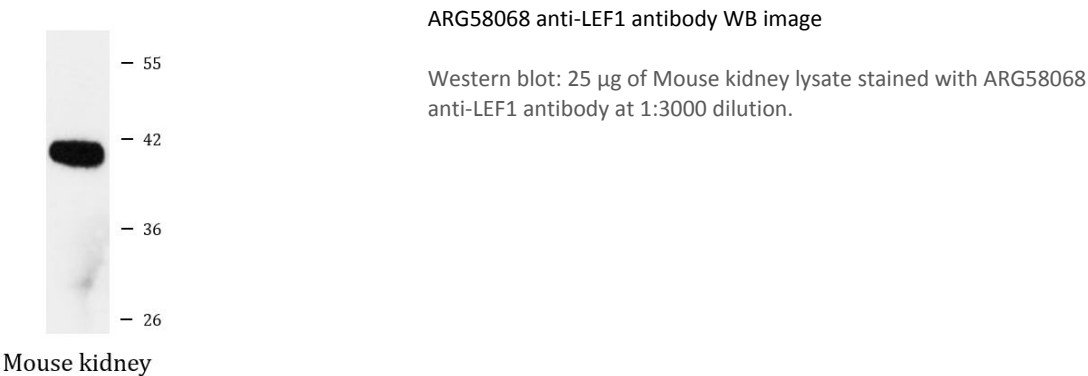 ARG58068 anti-LEF1 antibody WB image
Western blot: 25 μg of Mouse kidney lysate stained with ARG58068
anti-LEF1 antibody at 1:3000 dilution.
– 55
– 42
– 36
– 26
Mouse kidney